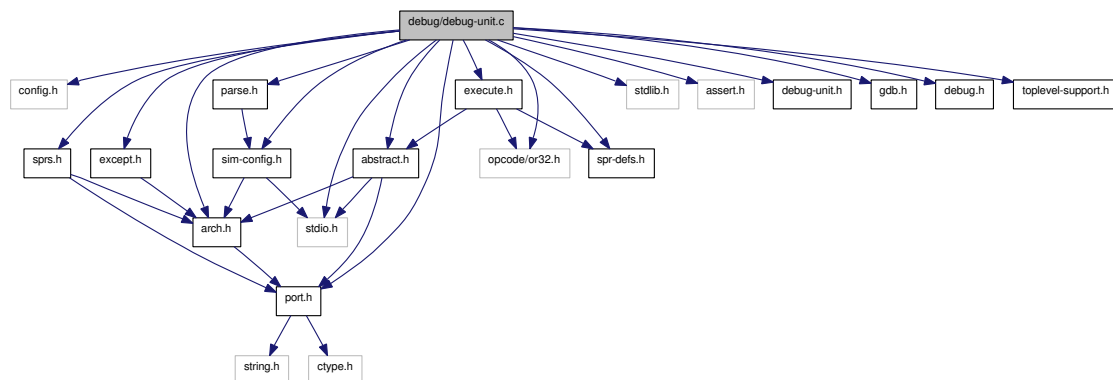 debug/debug-unit.c
config.h
parse.h
execute.h
stdlib.h
assert.h
debug-unit.h
gdb.h
debug.h
toplevel-support.h
sprs.h
except.h
sim-config.h
abstract.h
opcode/or32.h
spr-defs.h
arch.h
stdio.h
port.h
string.h
ctype.h